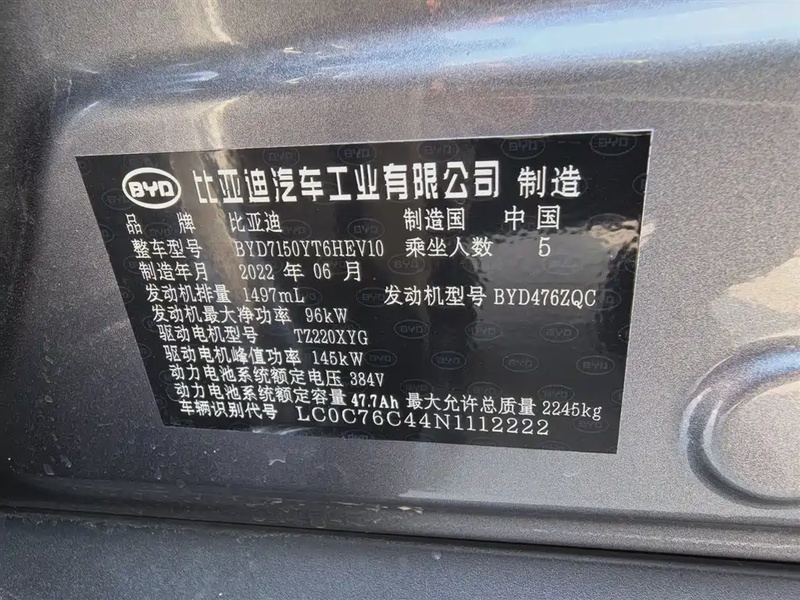 BYD 比亚迪汽车工业有限公司 制造
品牌 比亚迪 制造国 中国
整车型号 BYD7150YT6HEV10 乘坐人数 5
制造年月 2022 年 06 月
发动机排量 1497mL 发动机型号 BYD476ZQC
发动机最大净功率 96kW
驱动电机型号 TZ220XYG
驱动电机峰值功率 145kW
动力电池系统额定电压 384V
动力电池系统额定容量 47.7Ah 最大允许总质量 2245kg
车辆识别代号 LC0C76C44N1112222